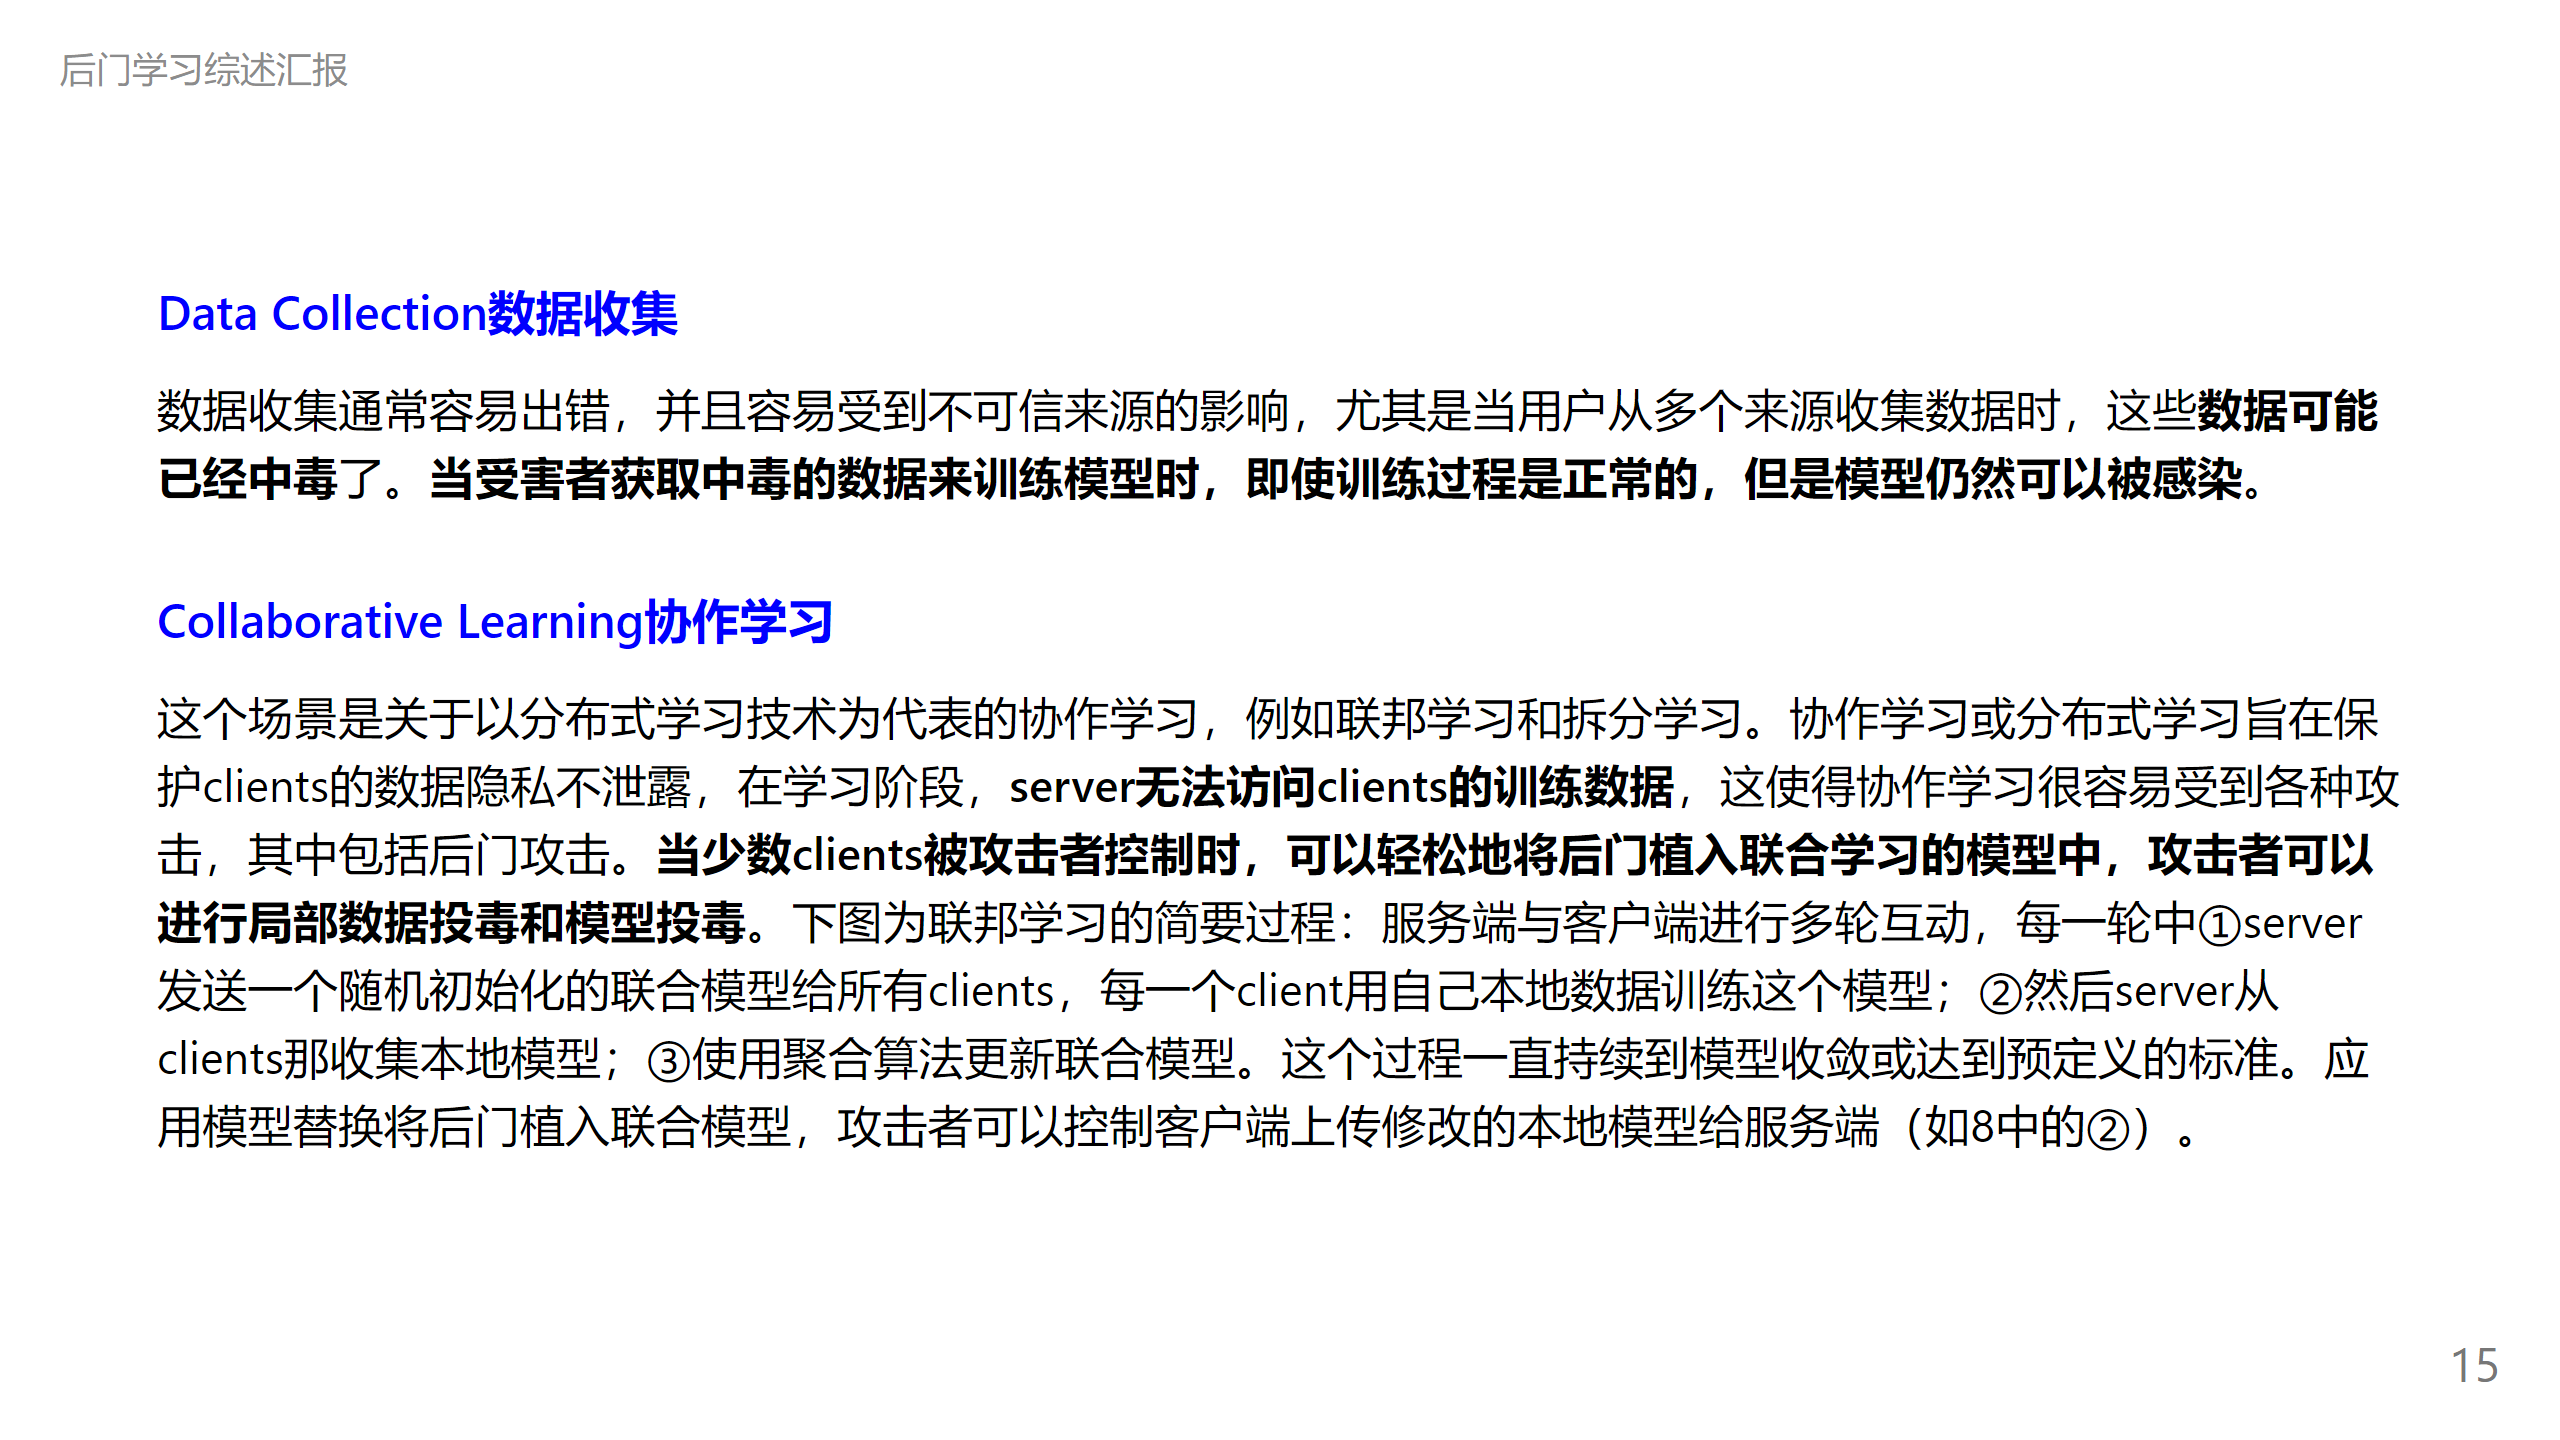 后门学习综述汇报
Data Collection数据收集
数据收集通常容易出错，并且容易受到不可信来源的影响，尤其是当用户从多个来源收集数据时，这些数据可能
已经中毒了。当受害者获取中毒的数据来训练模型时，即使训练过程是正常的，但是模型仍然可以被感染。
Collaborative Learning协作学习
这个场景是关于以分布式学习技术为代表的协作学习，例如联邦学习和拆分学习。协作学习或分布式学习旨在保
护clients的数据隐私不泄露，在学习阶段，server无法访问clients的训练数据，这使得协作学习很容易受到各种攻
击，其中包括后门攻击。当少数clients被攻击者控制时，可以轻松地将后门植入联合学习的模型中，攻击者可以
进行局部数据投毒和模型投毒。下图为联邦学习的简要过程：服务端与客户端进行多轮互动，每一轮中①server
发送一个随机初始化的联合模型给所有clients，每一个client用自己本地数据训练这个模型；②然后server从
clients那收集本地模型；③使用聚合算法更新联合模型。这个过程一直持续到模型收敛或达到预定义的标准。应
用模型替换将后门植入联合模型，攻击者可以控制客户端上传修改的本地模型给服务端（如8中的②）。
15